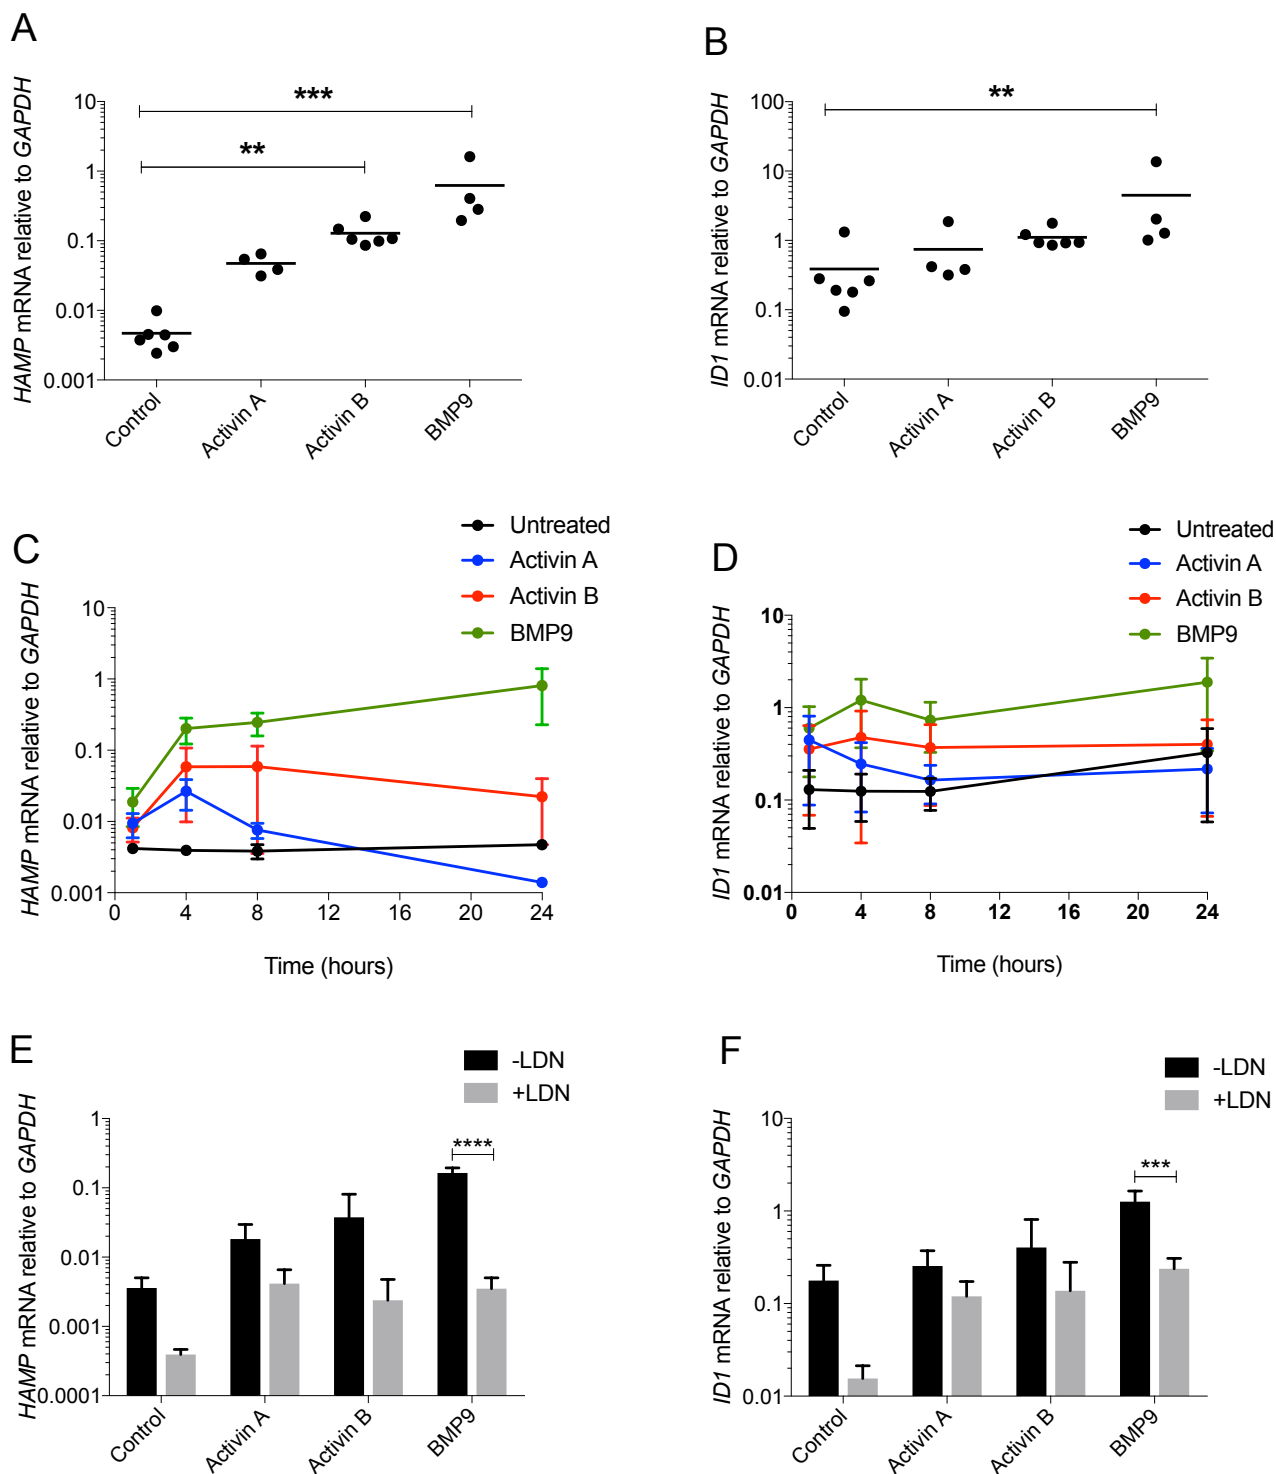 A
HAMP mRNA relative to GAPDH
10
1
0.1
0.01
0.001
***
**
Control
Activin A
Activin B
BMP9
B
ID1 mRNA relative to GAPDH
100
10
1
0.1
0.01
**
Control
Activin A
Activin B
BMP9
C
Untreated
Activin A
Activin B
BMP9
HAMP mRNA relative to GAPDH
10
1
0.1
0.01
0.001
0 4 8 12 16 20 24
Time (hours)
D
Untreated
Activin A
Activin B
BMP9
ID1 mRNA relative to GAPDH
10
1
0.1
0.01
0 4 8 12 16 20 24
Time (hours)
E
-LDN
+LDN
HAMP mRNA relative to GAPDH
1
0.1
0.01
0.001
0.0001
****
Control
Activin A
Activin B
BMP9
F
-LDN
+LDN
ID1 mRNA relative to GAPDH
10
1
0.1
0.01
***
Control
Activin A
Activin B
BMP9